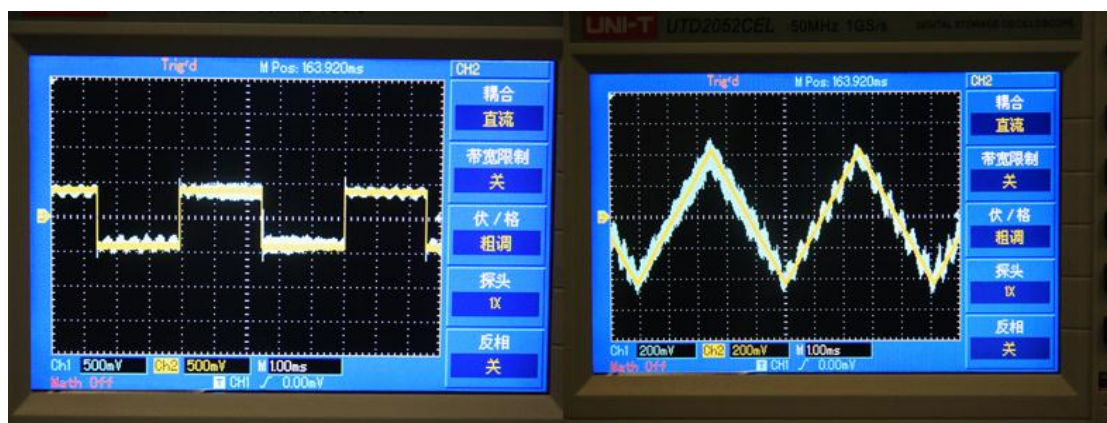 Trig'd M Pos: 163.920ms CH2
耦合
直流
带宽限制
关
伏/格
粗调
探头
1X
反相
关
Ch1 500mV Ch2 500mV M 1.00ms
Math Off T CH1 0.00mV
UNI-T UTD2052CEL 50MHz 1GS/s DIGITAL STORAGE OSCILLOSCOPE
Trig'd M Pos: 163.920ms CH2
耦合
直流
带宽限制
关
伏/格
粗调
探头
1X
反相
关
Ch1 200mV Ch2 200mV M 1.00ms
Math Off T CH1 0.00mV